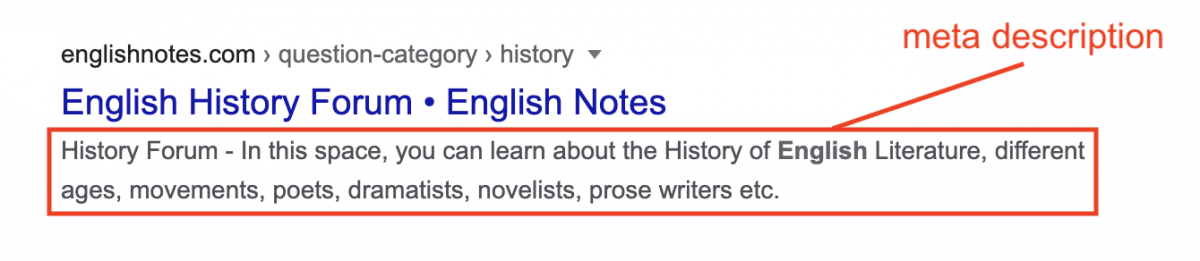 meta description
englishnotes.com › question-category › history
English History Forum • English Notes
History Forum - In this space, you can learn about the History of English Literature, different
ages, movements, poets, dramatists, novelists, prose writers etc.